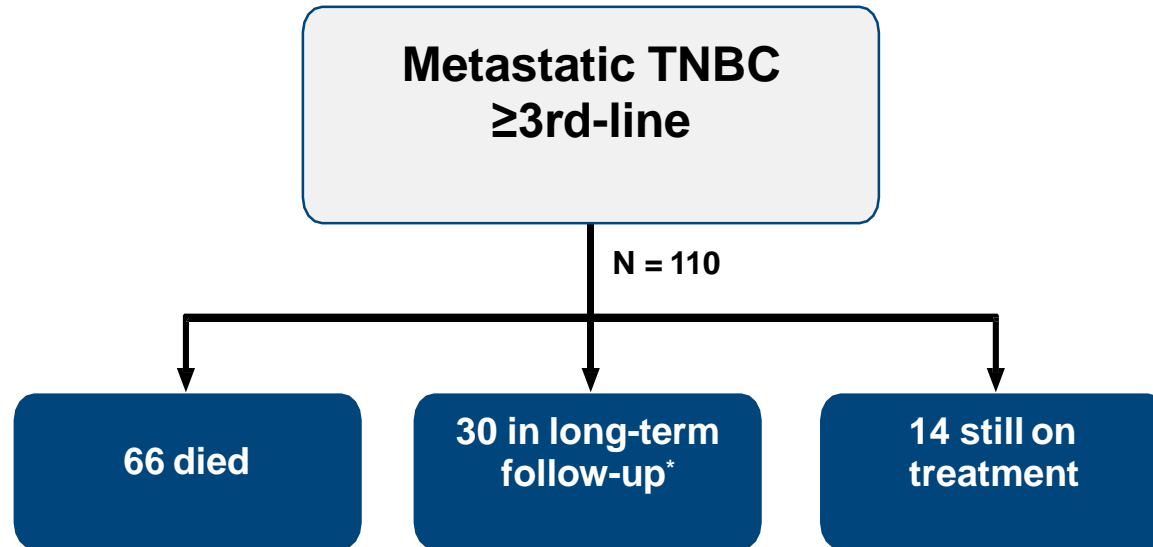 Metastatic TNBC
≥3rd-line
N = 110
66 died
30 in long-term
follow-up*
14 still on
treatment